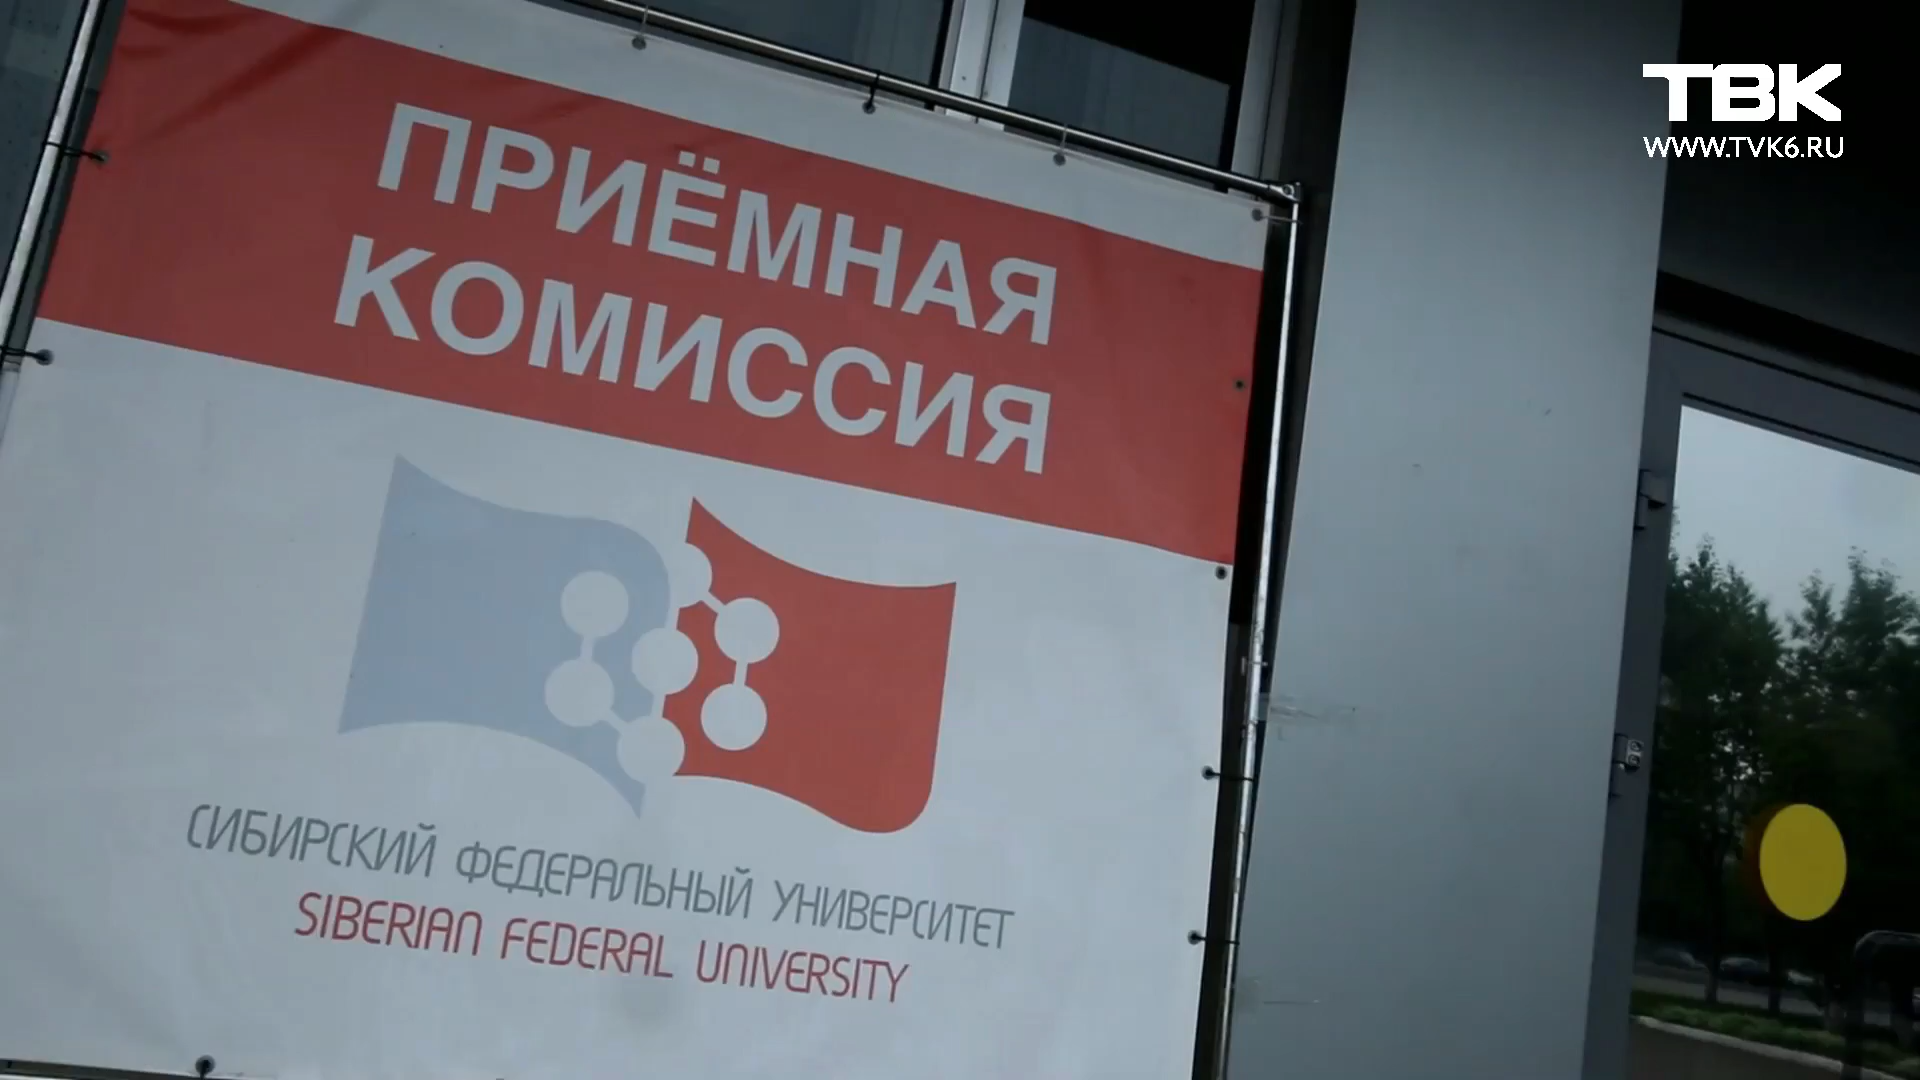 ТВК
WWW.TVK6.RU
ПРИЁМНАЯ
КОМИССИЯ
СИБИРСКИЙ ФЕДЕРАЛЬНЫЙ УНИВЕРСИТЕТ
SIBERIAN FEDERAL UNIVERSITY